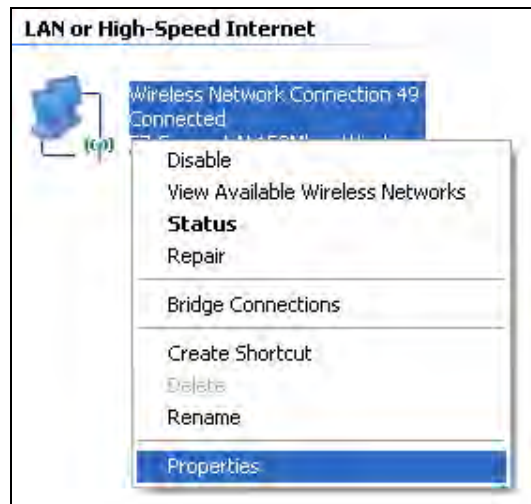 LAN or High-Speed Internet
Wireless Network Connection 49
Connected
Disable
View Available Wireless Networks
Status
Repair
Bridge Connections
Create Shortcut
Delete
Rename
Properties